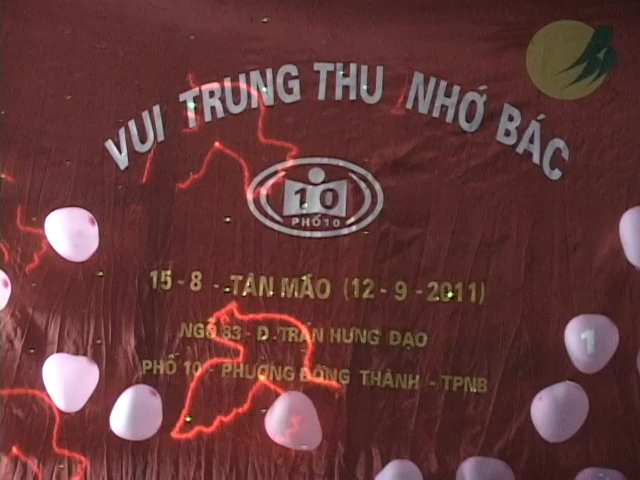 VUI TRUNG THU NHỚ BÁC
10
PHỐ 10
15 - 8 - TÂN MÃO (12 - 9 - 2011)
NGÕ 83 - Đ. TRẦN HƯNG ĐẠO
PHỐ 10 - PHƯỜNG ĐÔNG THÀNH - TPNB